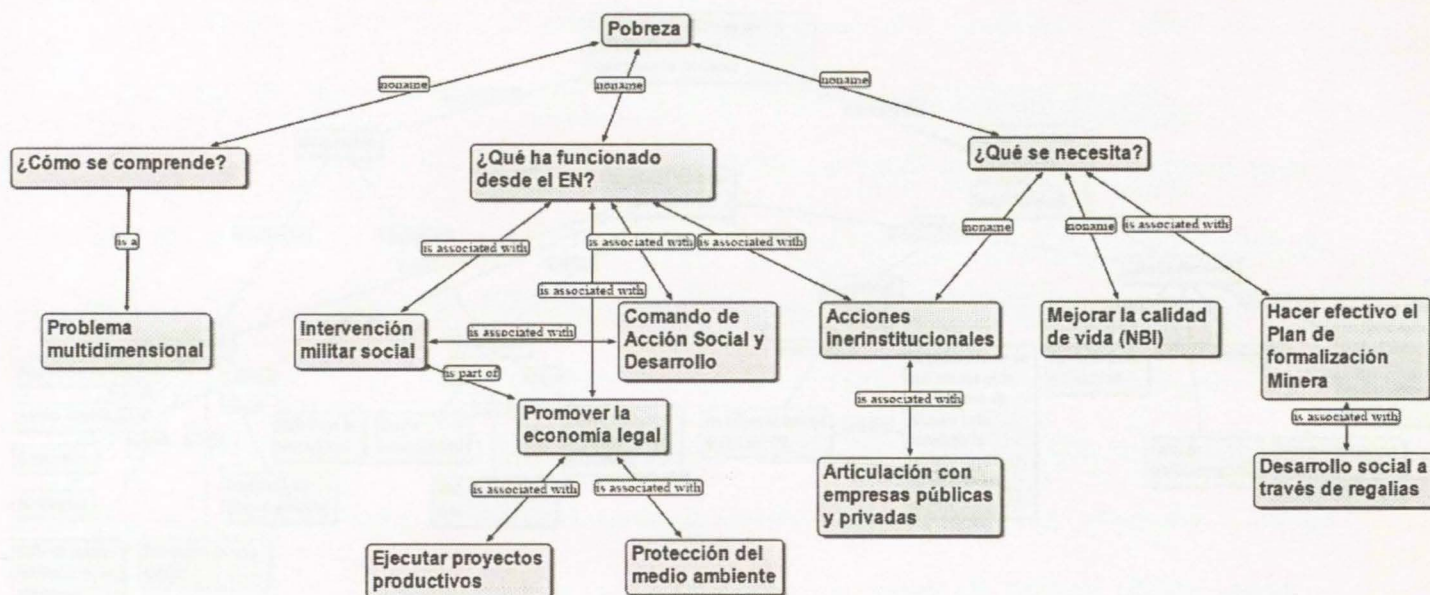 Pobreza
noname
noname
noname
¿Cómo se comprende?
¿Qué ha funcionado
desde el EN?
¿Qué se necesita?
is a
is associated with
is associated with
is associated with
noname
noname
is associated with
is associated with
Problema
multidimensional
Intervención
militar social
is associated with
Comando de
Acción Social y
Desarrollo
Acciones
Inerinstitucionales
Mejorar la calidad
de vida (NBI)
Hacer efectivo el
Plan de
formalización
Minera
is part of
Promover la
economía legal
is associated with
is associated with
Articulación con
empresas públicas
y privadas
Desarrollo social a
través de regalias
is associated with
is associated with
Ejecutar proyectos
productivos
Protección del
medio ambiente